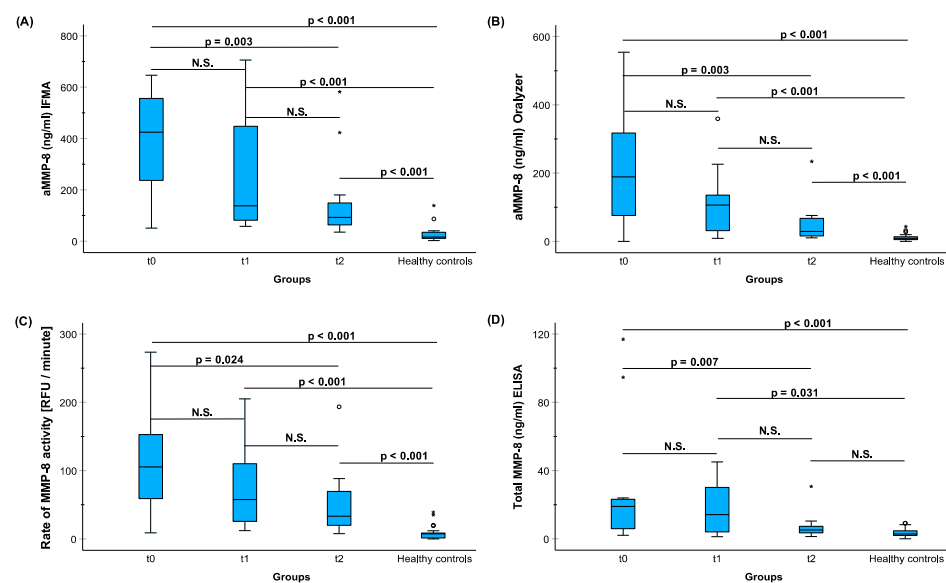 (A)
p < 0.001
p = 0.003
N.S.
p < 0.001
N.S.
p < 0.001
800
600
400
200
0
aMMP-8 (ng/ml) IFMA
t0 t1 t2 Healthy controls
Groups
(B)
p < 0.001
p = 0.003
N.S.
p < 0.001
N.S.
p < 0.001
600
400
200
0
aMMP-8 (ng/ml) Oralyzer
t0 t1 t2 Healthy controls
Groups
(C)
p < 0.001
p = 0.024
p < 0.001
N.S.
N.S.
p < 0.001
300
200
100
0
Rate of MMP-8 activity [RFU / minute]
t0 t1 t2 Healthy controls
Groups
(D)
p < 0.001
p = 0.007
p = 0.031
N.S.
N.S.
N.S.
120
80
40
0
Total MMP-8 (ng/ml) ELISA
t0 t1 t2 Healthy controls
Groups